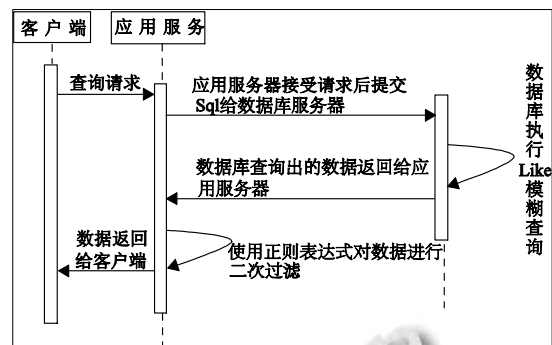 客户端
应用服务
查询请求
应用服务器接受请求后提交
Sql给数据库服务器
数据库执行Like模糊查询
数据库查询出的数据返回给应
用服务器
使用正则表达式对数据进行
二次过滤
数据返回
给客户端